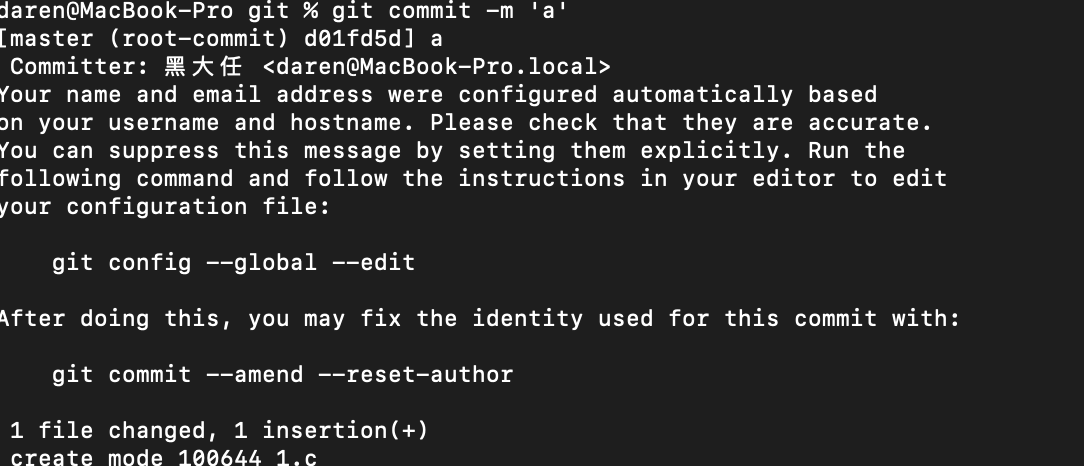 daren@MacBook-Pro git % git commit -m 'a'
[master (root-commit) d01fd5d] a
Committer: 黑大任 <daren@MacBook-Pro.local>
Your name and email address were configured automatically based
on your username and hostname. Please check that they are accurate.
You can suppress this message by setting them explicitly. Run the
following command and follow the instructions in your editor to edit
your configuration file:
git config --global --edit
After doing this, you may fix the identity used for this commit with:
git commit --amend --reset-author
1 file changed, 1 insertion(+)
create mode 100644 1.c